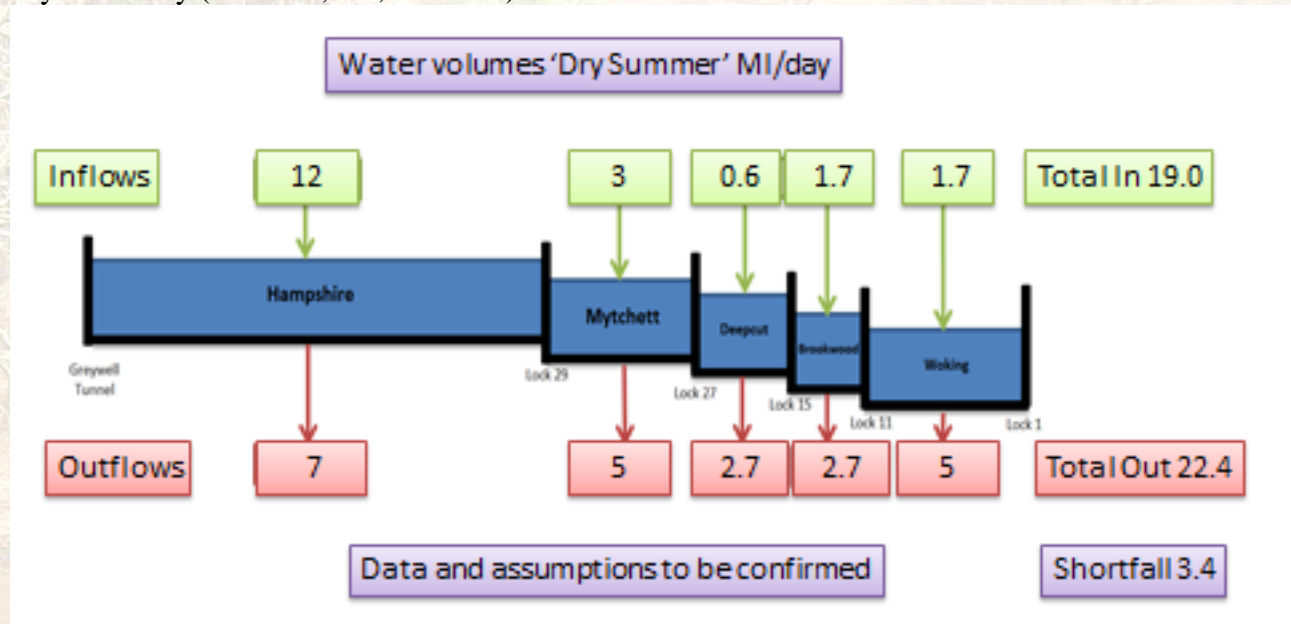 Water volumes ‘Dry Summer’ Ml/day
Inflows 12 3 0.6 1.7 1.7 Total In 19.0
Hampshire
Mytchett
Deepcut
Brookwood
Woking
Greywell
Tunnel
Lock 29
Lock 27
Lock 15
Lock 11
Lock 1
Outflows 7 5 2.7 2.7 5 Total Out 22.4
Data and assumptions to be confirmed
Shortfall 3.4